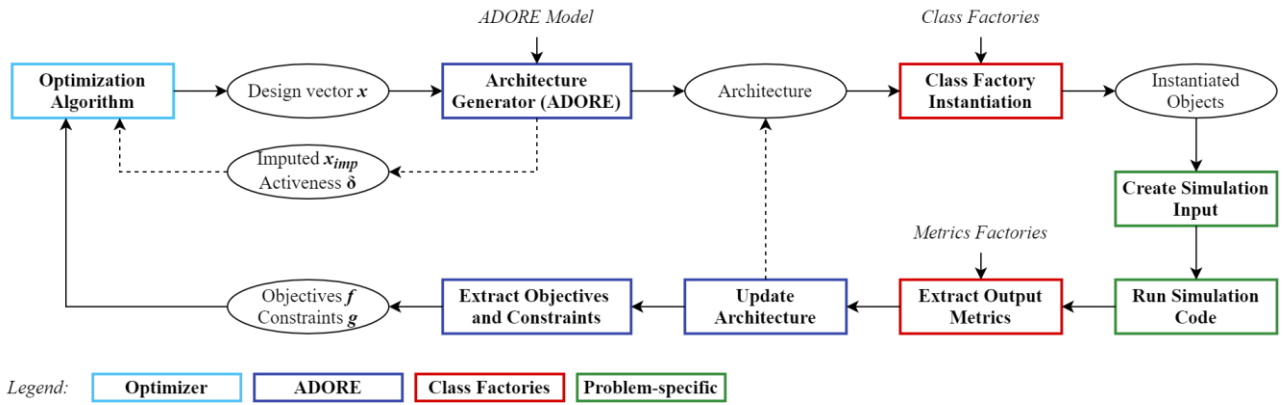 ADORE Model
Class Factories
Optimization
Algorithm
Design vector x
Architecture
Generator (ADORE)
Architecture
Class Factory
Instantiation
Instantiated
Objects
Imputed x_imp
Activeness δ
Create Simulation
Input
Metrics Factories
Objectives f
Constraints g
Extract Objectives
and Constraints
Update
Architecture
Extract Output
Metrics
Run Simulation
Code
Legend:
Optimizer
ADORE
Class Factories
Problem-specific